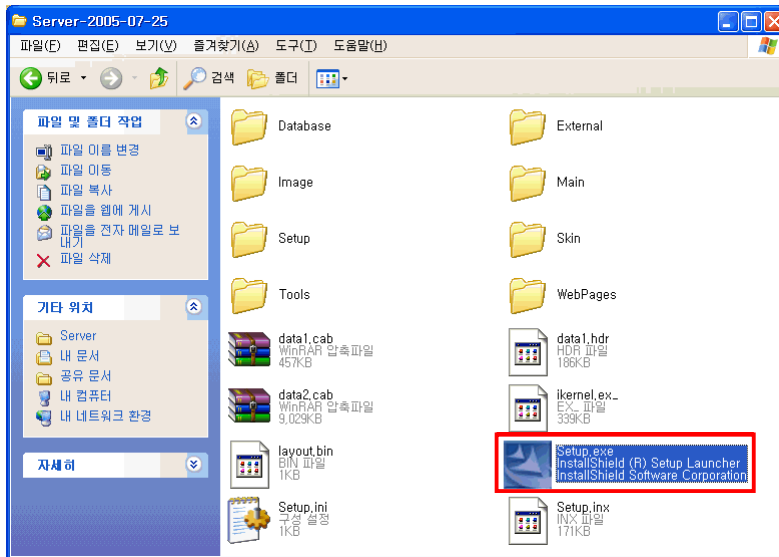 Server-2005-07-25
파일(F) 편집(E) 보기(V) 즐겨찾기(A) 도구(T) 도움말(H)
뒤로 검색 폴더
파일 및 폴더 작업
파일 이름 변경
파일 이동
파일 복사
파일을 웹에 게시
파일을 전자 메일로 보
내기
파일 삭제
기타 위치
Server
내 문서
공유 문서
내 컴퓨터
내 네트워크 환경
자세히
Database
External
Image
Main
Setup
Skin
Tools
WebPages
data1.cab
WinRAR 압축파일
457KB
data1.hdr
HDR 파일
186KB
data2.cab
WinRAR 압축파일
9,029KB
ikernel.ex_
EX_ 파일
339KB
layout.bin
BIN 파일
1KB
Setup.exe
InstallShield (R) Setup Launcher
InstallShield Software Corporation
Setup.ini
구성 설정
1KB
Setup.inx
INX 파일
171KB